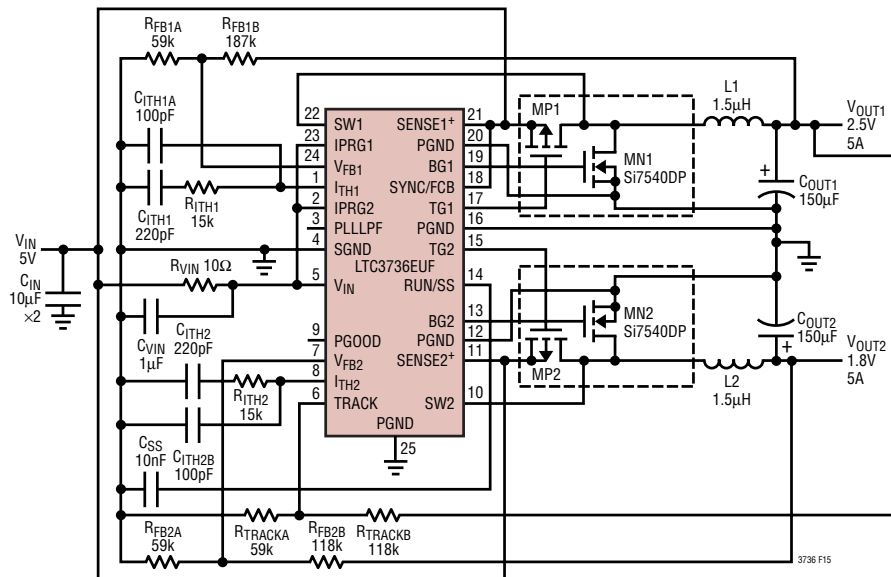 RFB1A
59k
RFB1B
187k
CITH1A
100pF
CITH1
220pF
RITH1
15k
VIN
5V
CIN
10µF
×2
RVIN 10Ω
CVIN
1µF
CITH2
220pF
RITH2
15k
CITH2B
100pF
CSS
10nF
RFB2A
59k
RTRACKA
59k
RFB2B
118k
RTRACKB
118k
22 SW1
23 IPRG1
24 VFB1
1 ITH1
2 IPRG2
3 PLLLPF
4 SGND
LTC3736EUF
5 VIN
9 PGOOD
7 VFB2
8 ITH2
6 TRACK
PGND
25
SENSE1+ 21
PGND 20
BG1 19
SYNC/FCB 18
TG1 17
PGND 16
TG2 15
RUN/SS 14
BG2 13
PGND 12
SENSE2+ 11
SW2 10
MP1
MN1
Si7540DP
L1
1.5µH
VOUT1
2.5V
5A
+
COUT1
150µF
MN2
Si7540DP
MP2
L2
1.5µH
COUT2
150µF
+
VOUT2
1.8V
5A
3736 F15